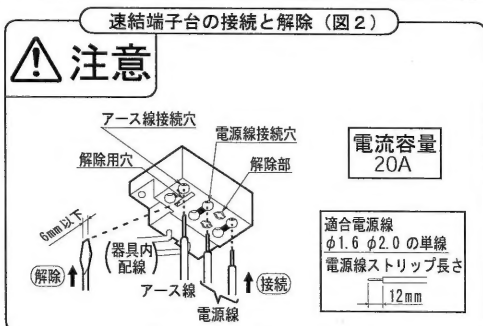 速結端子台の接続と解除（図２）
注意
アース線接続穴
電源線接続穴
解除用穴
解除部
電流容量
20A
6mm以下
器具内
配線
解除
アース線
接続
電源線
適合電源線
φ1.6 φ2.0 の単線
電源線ストリップ長さ
12mm